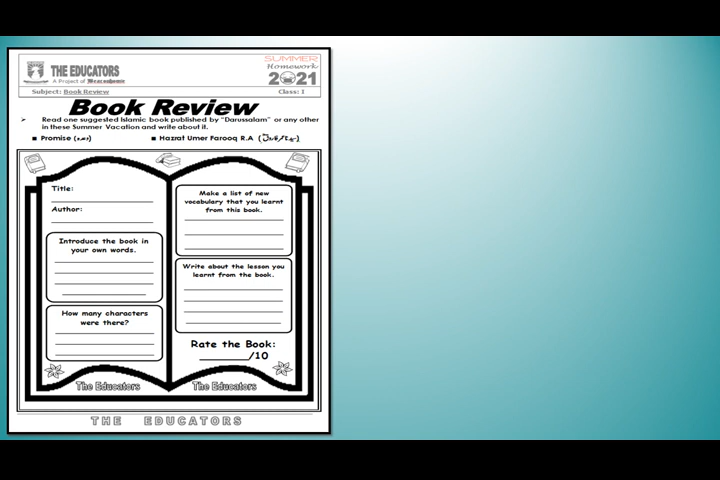 THE EDUCATORS
A Project of Beaconhouse
SUMMER
Homework
2021
Subject: Book Review
Class: I
Book Review
➢ Read one suggested Islamic book published by "Darussalam" or any other
in these Summer Vacation and write about it.
▪ Promise (وعدہ)
▪ Hazrat Umer Farooq R.A
Title:
Author:
Introduce the book in
your own words.
How many characters
were there?
Make a list of new
vocabulary that you learnt
from this book.
Write about the lesson you
learnt from the book.
Rate the Book:
______/10
The Educators
The Educators
THE EDUCATORS